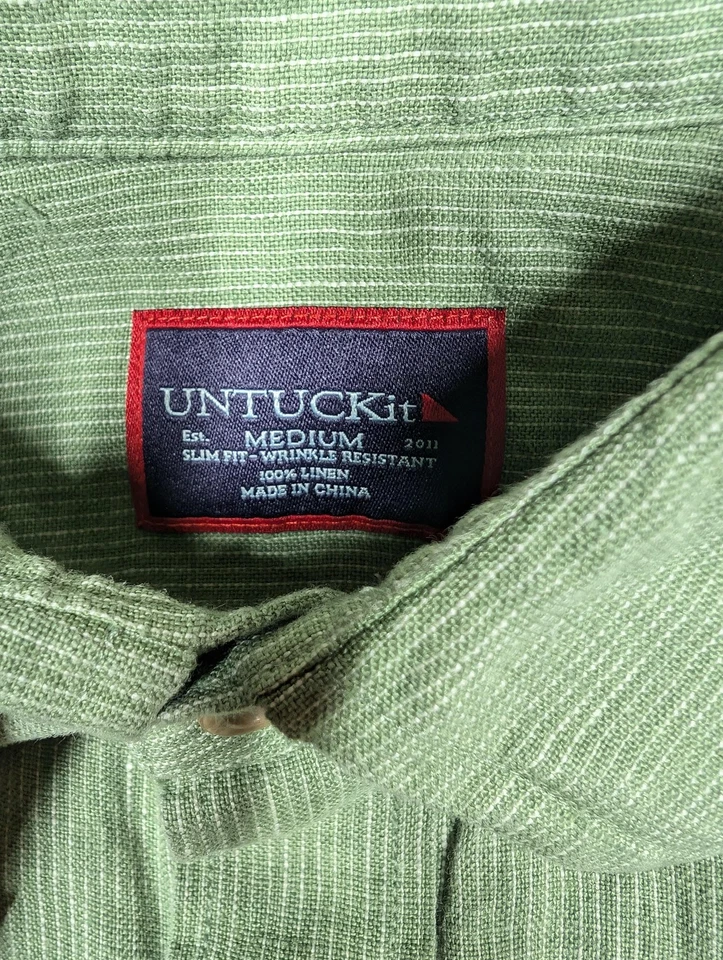 UNTUCKit
Est. MEDIUM 2011
SLIM FIT - WRINKLE RESISTANT
100% LINEN
MADE IN CHINA